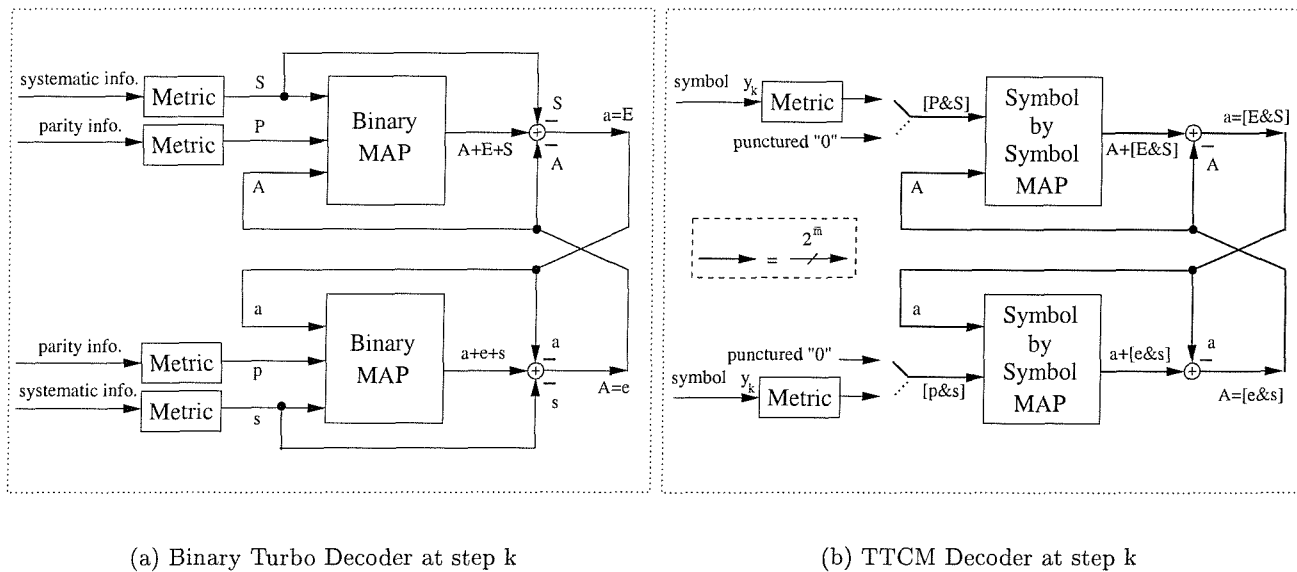 systematic info.
Metric
S
parity info.
Metric
P
A
Binary
MAP
A+E+S
S
−
+
−
A
a=E
a
Binary
MAP
a+e+s
a
−
+
−
s
A=e
parity info.
Metric
p
systematic info.
Metric
s
symbol
y_k
Metric
[P&S]
punctured "0"
A
Symbol
by
Symbol
MAP
A+[E&S]
+
−
A
a=[E&S]
= 2^m̄
a
Symbol
by
Symbol
MAP
a+[e&s]
a
−
+
A=[e&s]
punctured "0"
symbol
y_k
Metric
[p&s]
(a) Binary Turbo Decoder at step k
(b) TTCM Decoder at step k